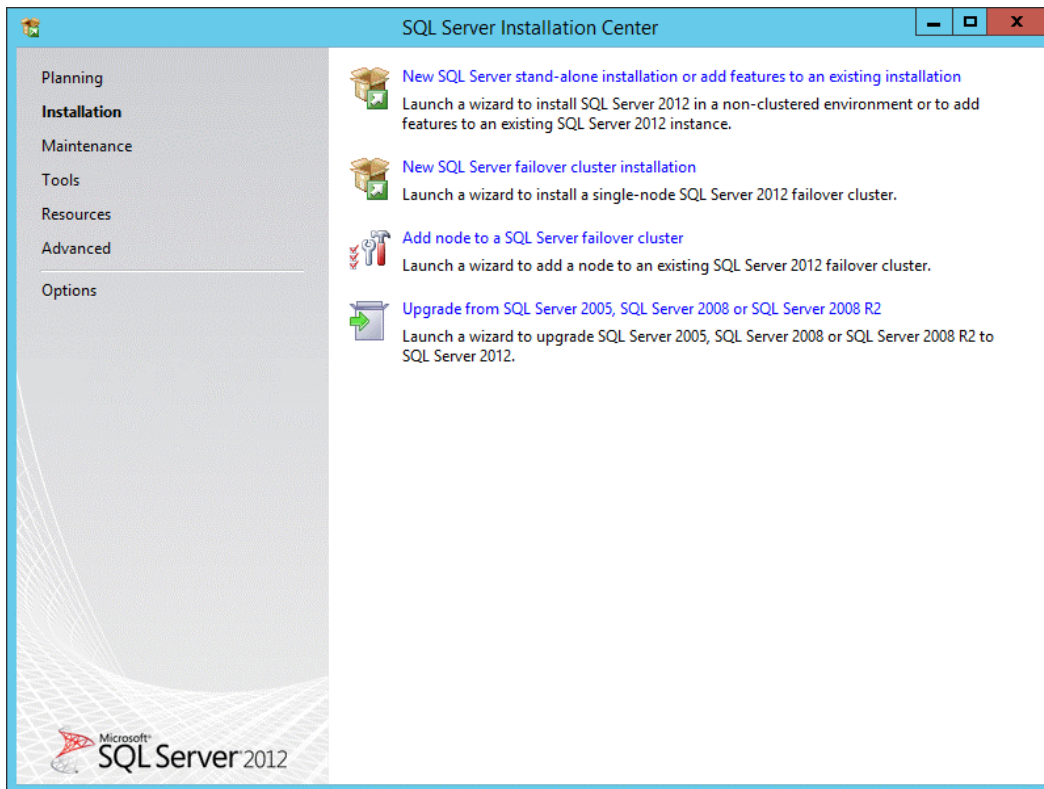 SQL Server Installation Center
Planning
Installation
Maintenance
Tools
Resources
Advanced
Options
New SQL Server stand-alone installation or add features to an existing installation
Launch a wizard to install SQL Server 2012 in a non-clustered environment or to add
features to an existing SQL Server 2012 instance.
New SQL Server failover cluster installation
Launch a wizard to install a single-node SQL Server 2012 failover cluster.
Add node to a SQL Server failover cluster
Launch a wizard to add a node to an existing SQL Server 2012 failover cluster.
Upgrade from SQL Server 2005, SQL Server 2008 or SQL Server 2008 R2
Launch a wizard to upgrade SQL Server 2005, SQL Server 2008 or SQL Server 2008 R2 to
SQL Server 2012.
Microsoft
SQL Server 2012